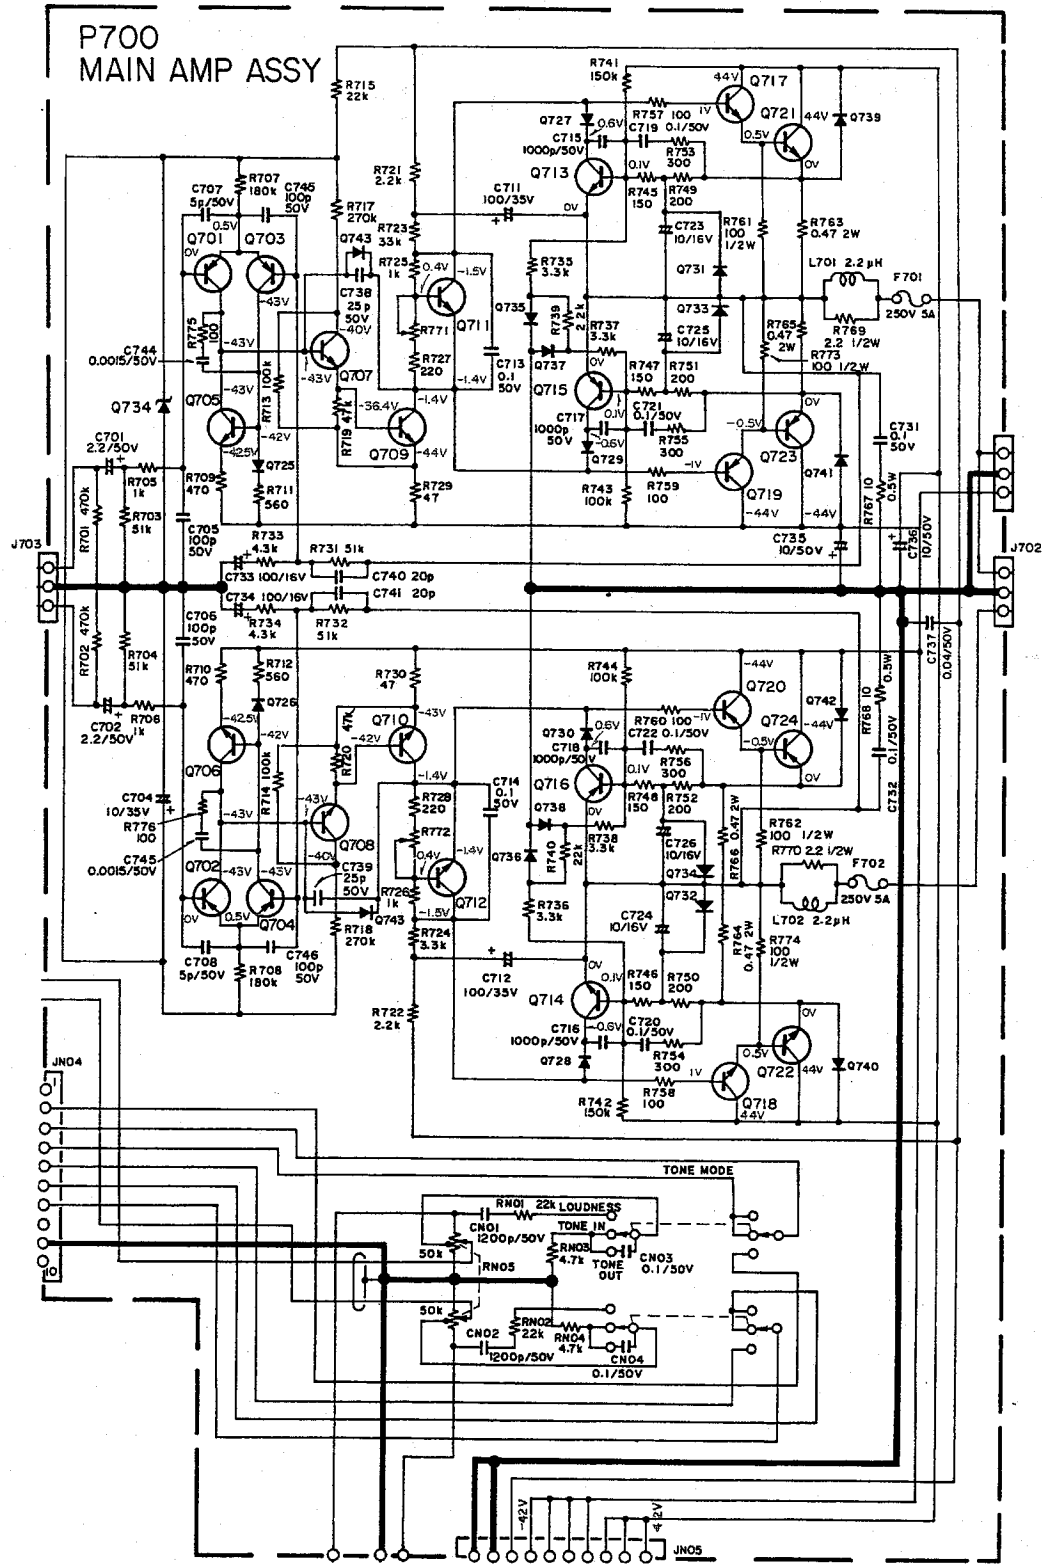 P700
MAIN AMP ASSY
R715
22k
R741
150k
44V
Q717
Q721
44V
Q739
1V
Q727
0.6V
C715
1000p/50V
R757
100
C719
0.1/50V
R753
300
0.5V
0V
R721
2.2k
Q713
0.1V
R745
150
R749
200
C707
5p/50V
R707
180k
C745
100p
50V
0.5V
R717
270k
C711
100/35V
0V
C723
10/16V
R761
100
1/2W
R763
0.47 2W
Q701
0V
Q703
Q743
R723
33k
R725
1k
0.4V
-1.5V
R735
3.3k
Q731
L701 2.2μH
F701
250V 5A
C738
25p
50V
-43V
-40V
R771
Q711
Q735
R739
2.2k
Q733
R737
3.3k
C725
10/16V
R765
0.47
2W
R769
2.2 1/2W
R775
100
C744
0.0015/50V
-43V
-43V
Q707
R727
220
C713
0.1
50V
Q737
R773
100 1/2W
-43V
Q705
R713 100k
R719 47k
-36.4V
-1.4V
-1.4V
Q715
R747
150
R751
200
0.1V
C721
0.1/50V
R755
300
Q734
-42V
-42.5V
Q709
-44V
C717
1000p
50V
-0.6V
Q729
-0.5V
Q723
Q741
C731
0.1
50V
C701
2.2/50V
R705
1k
Q725
R709
470
R711
560
R729
47
R743
100k
R759
100
-1V
Q719
-44V
-44V
R767 10
0.5W
R701 470k
R703
51k
C705
100p
50V
R733
4.3k
R731 51k
C735
10/50V
C736
10/50V
J703
C733 100/16V
C740 20p
J702
C734 100/16V
C741 20p
R702 470k
R704
51k
C706
100p
50V
R734
4.3k
R732
51k
C737
0.04/50V
R710
470
R712
560
R730
47
R744
100k
-44V
Q720
Q742
0.5W
R768 10
C702
2.2/50V
R706
1k
Q726
-42.5V
-42V
47k
R720
Q710
-43V
Q730
0.6V
R760 100
-1V
C718
1000p/50V
C722
0.1/50V
R756
300
-0.5V
Q724
-44V
0V
0.1/50V
C732
Q706
R714 100k
-1.4V
Q716
0.1V
R748
150
R752
200
C704
10/35V
R776
100
C745
0.0015/50V
-43V
-43V
R728
220
C714
0.1
50V
Q738
R738
3.3k
C726
10/16V
R766 0.47 2W
R762
100 1/2W
Q708
-40V
R772
0.4V
-1.4V
Q736
R740
22k
Q734
Q732
R770 2.2 1/2W
F702
250V 5A
L702 2.2μH
Q702
-43V
-43V
C739
25p
50V
R726
1k
-1.5V
Q712
R736
3.3k
C724
10/16V
0V
0.5V
Q704
Q743
R718
270k
R724
3.3k
R764
0.47 2W
R774
100
1/2W
C708
5p/50V
R708
180k
C746
100p
50V
C712
100/35V
0V
R746
150
R750
200
Q714
R722
2.2k
-0.6V
C716
1000p/50V
C720
0.1/50V
R754
300
0V
0.5V
Q722
44V
Q728
Q740
JN04
1
R742
150k
R758
100
1V
Q718
44V
TONE MODE
RN01 22k
LOUDNESS
CN01
1200p/50V
TONE IN
RN03
4.7k
TONE
OUT
CN03
0.1/50V
50k
RN05
10
50k
RN02
22k
CN02
1200p/50V
RN04
4.7k
CN04
0.1/50V
-42V
42V
JN05